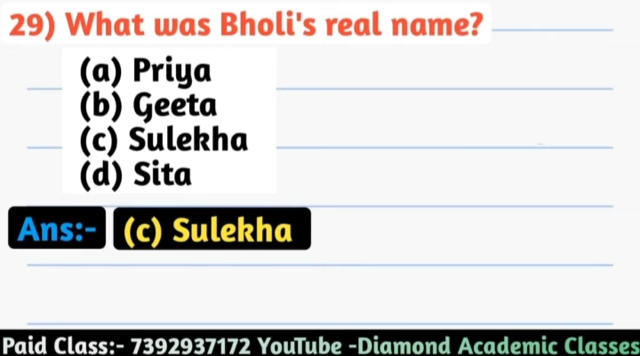 29) What was Bholi's real name?
(a) Priya
(b) Geeta
(c) Sulekha
(d) Sita
Ans:- (c) Sulekha
Paid Class:- 7392937172 YouTube -Diamond Academic Classes